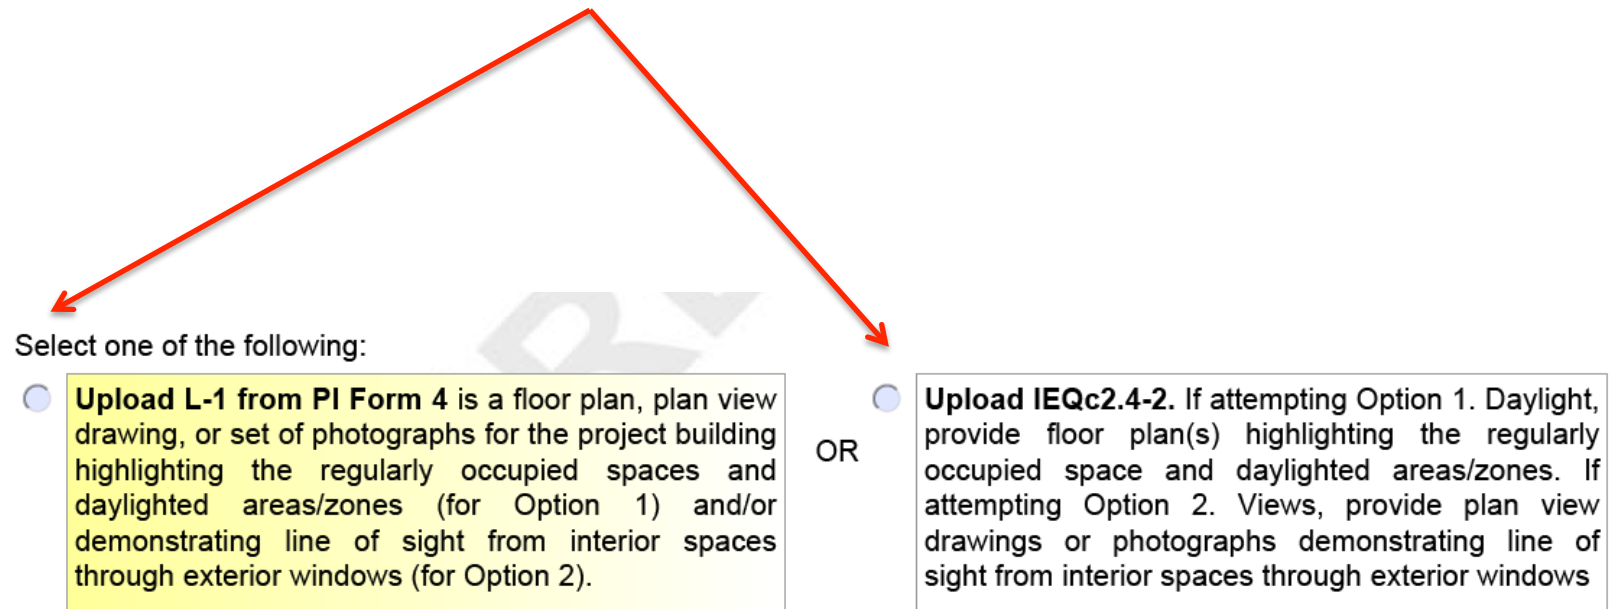 Select one of the following:
Upload L-1 from PI Form 4 is a floor plan, plan view
drawing, or set of photographs for the project building
highlighting the regularly occupied spaces and
daylighted areas/zones (for Option 1) and/or
demonstrating line of sight from interior spaces
through exterior windows (for Option 2).
OR
Upload IEQc2.4-2. If attempting Option 1. Daylight,
provide floor plan(s) highlighting the regularly
occupied space and daylighted areas/zones. If
attempting Option 2. Views, provide plan view
drawings or photographs demonstrating line of
sight from interior spaces through exterior windows